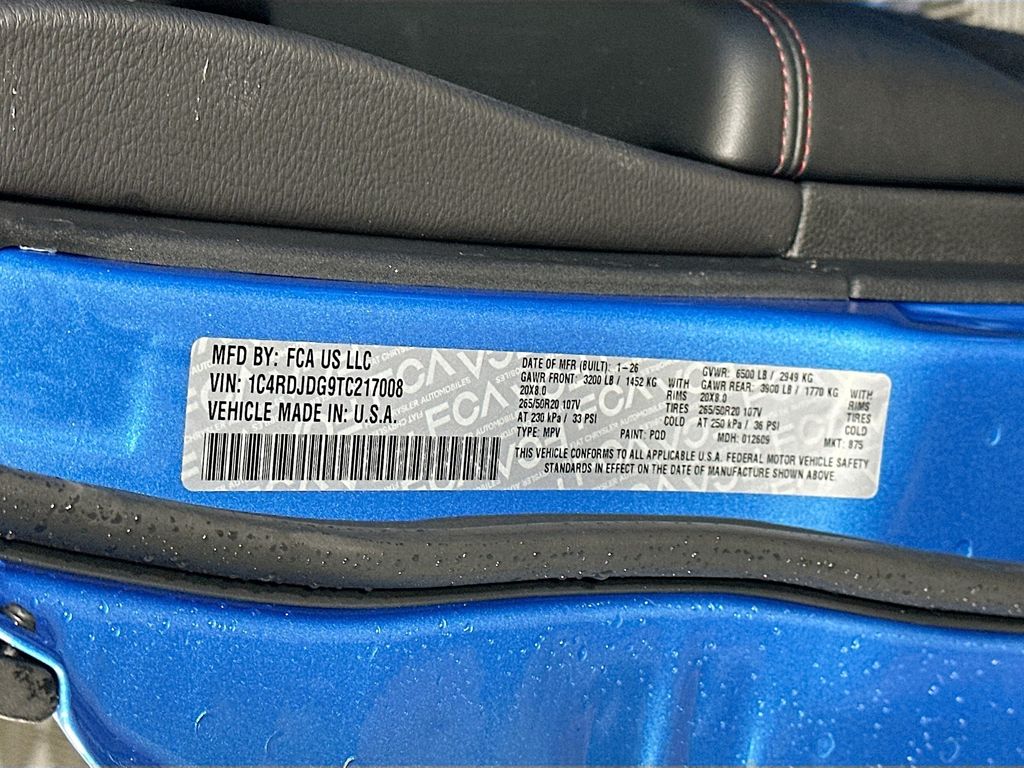 MFD BY: FCA US LLC
VIN: 1C4RDJDG9TC217008
VEHICLE MADE IN: U.S.A.
DATE OF MFR (BUILT): 1-26
GAWR FRONT: 3200 LB / 1452 KG WITH
20X8.0 RIMS
265/50R20 107V TIRES
AT 230 kPa / 33 PSI COLD
TYPE: MPV
PAINT: PQD
GVWR: 6500 LB / 2949 KG
GAWR REAR: 3900 LB / 1770 KG WITH
20X8.0 RIMS
265/50R20 107V TIRES
AT 250 kPa / 36 PSI COLD
MDH: 012609
MKT: 875
THIS VEHICLE CONFORMS TO ALL APPLICABLE U.S.A. FEDERAL MOTOR VEHICLE SAFETY
STANDARDS IN EFFECT ON THE DATE OF MANUFACTURE SHOWN ABOVE.